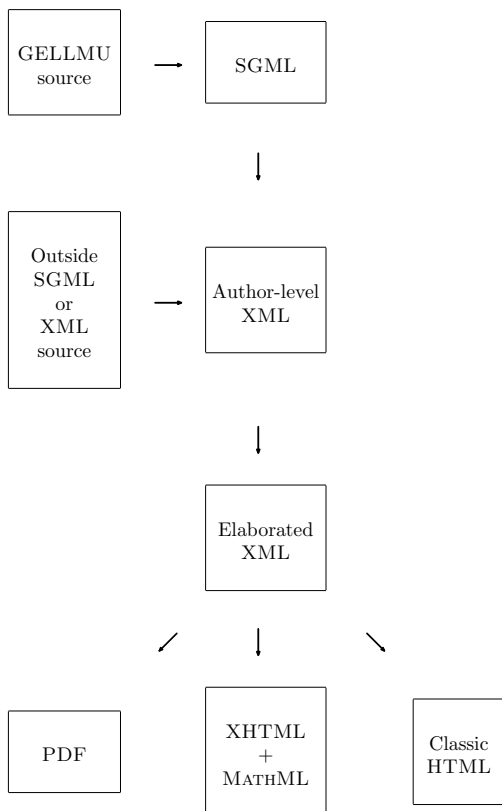 GELLMU
source
SGML
Outside
SGML
or
XML
source
Author-level
XML
Elaborated
XML
PDF
XHTML
+
MATHML
Classic
HTML